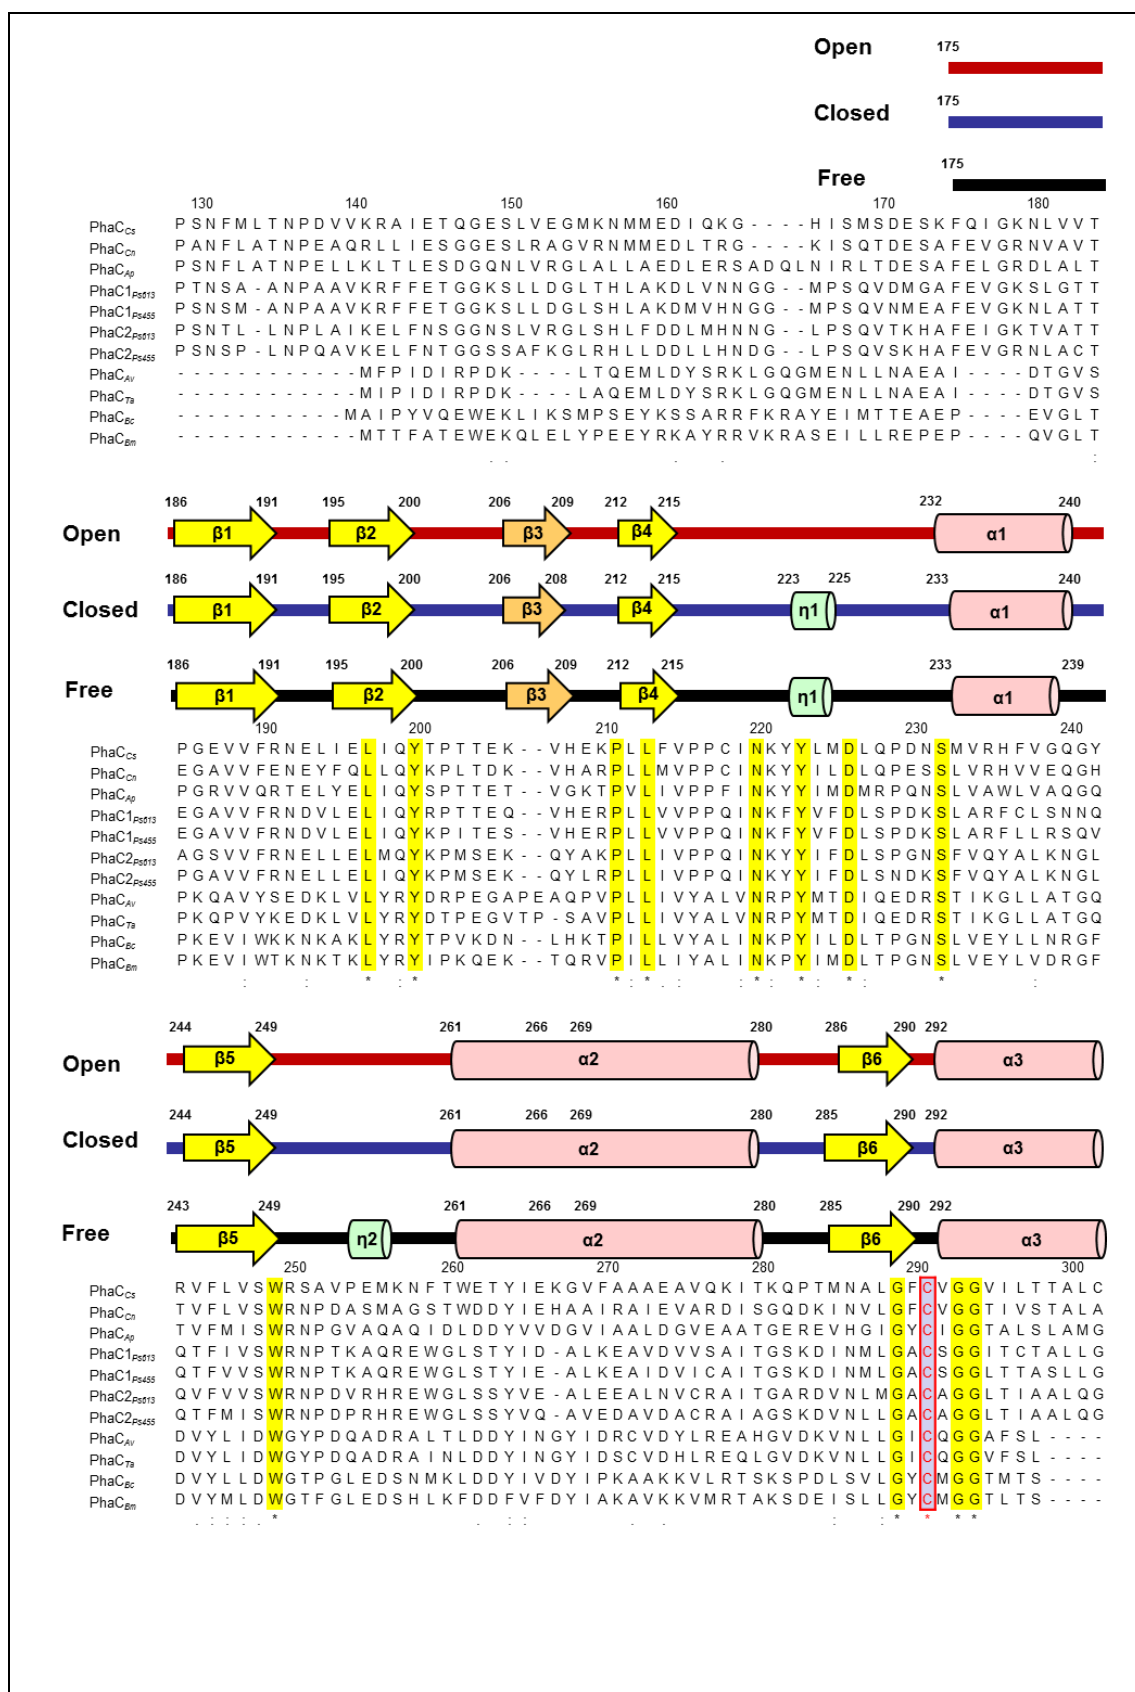 Open 175
Closed 175
Free 175
130 140 150 160 170 180
PhaCCs PSNFMLTNPDVVKRAIETQGESLVEGMKNMMEDIQKG----HISMSDESKFQIGKNLVVT
PhaCCn PANFLATNPEAQRLLIESGGESLRAGVRNMMEDLTRG----KISQTDESAFEVGRNVAVT
PhaCAp PSNFLATNPELLKLTLESDGQNLVRGLALLAEDLERSADQLNIRLTDESAFELGRDLALT
PhaC1Ps613 PTNSA-ANPAAVKRFFETGGKSLLDGLTHLAKDLVNNGG--MPSQVDMGAFEVGKSLGTT
PhaC1Ps455 PSNSM-ANPAAVKRFFETGGKSLLDGLSHLAKDMVHNGG--MPSQVNMEAFEVGKNLATT
PhaC2Ps613 PSNTL-LNPLAIKELFNSGGNSLVRGLSHLFDDLMHNNG--LPSQVTKHAFEIGKTVATT
PhaC2Ps455 PSNSP-LNPQAVKELFNTGGSSAFKGLRHLLDDLLHNDG--LPSQVSKHAFEVGRNLACT
PhaCAv ------------MFPIDIRPDK----LTQEMLDYSRKLGQGMENLLNAEAI----DTGVS
PhaCTa ------------MIPIDIRPDK----LAQEMLDYSRKLGQGMENLLNAEAI----DTGVS
PhaCBc -----------MAIPYVQEWEKLIKSMPSEYKSSARRFKRAYEIMTTEAEP----EVGLT
PhaCBm ------------MTTFATEWEKQLELYPEEYRKAYRRVKRASEILLREPEP----QVGLT
. . . . :
186 191 195 200 206 209 212 215 232 240
Open β1 β2 β3 β4 α1
186 191 195 200 206 208 212 215 223 225 233 240
Closed β1 β2 β3 β4 η1 α1
186 191 195 200 206 209 212 215 233 239
Free β1 β2 β3 β4 η1 α1
190 200 210 220 230 240
PhaCCs PGEVVFRNELIELIQYTPTTEK--VHEKPLLFVPPCINKYYLMDLQPDNSMVRHFVGQGY
PhaCCn EGAVVFENEYFQLLQYKPLTDK--VHARPLLMVPPCINKYYILDLQPESSLVRHVVEQGH
PhaCAp PGRVVQRTELYELIQYSPTTET--VGKTPVLIVPPFINKYYIMDMRPQNSLVAWLVAQGQ
PhaC1Ps613 EGAVVFRNDVLELIQYRPTTEQ--VHERPLLVVPPQINKFYVFDLSPDKSLARFCLSNNQ
PhaC1Ps455 EGAVVFRNDVLELIQYKPITES--VHERPLLVVPPQINKFYVFDLSPDKSLARFLLRSQV
PhaC2Ps613 AGSVVFRNELLELMQYKPMSEK--QYAKPLLIVPPQINKYYIFDLSPGNSFVQYALKNGL
PhaC2Ps455 PGAVVFRNELLELIQYKPMSEK--QYLRPLLIVPPQINKYYIFDLSNDKSFVQYALKNGL
PhaCAv PKQAVYSEDKLVLYRYDRPEGAPEAQPVPLLIVYALVNRPYMTDIQEDRSTIKGLLATGQ
PhaCTa PKQPVYKEDKLVLYRYDTPEGVTP-SAVPLLIVYALVNRPYMTDIQEDRSTIKGLLATGQ
PhaCBc PKEVIWKKNKAKLYRYTPVKDN--LHKTPILLVYALINKPYILDLTPGNSLVEYLLNRGF
PhaCBm PKEVIWTKNKTKLYRYIPKQEK--TQRVPILLIYALINKPYIMDLTPGNSLVEYLVDRGF
: * : * * * : . : * : * . * : * .
244 249 261 266 269 280 286 290 292
Open β5 α2 β6 α3
244 249 261 266 269 280 285 290 292
Closed β5 α2 β6 α3
243 249 261 266 269 280 285 290 292
Free β5 η2 α2 β6 α3
250 260 270 280 290 300
PhaCCs RVFLVSWRSAVPEMKNFTWETYIEKGVFAAAEAVQKITKQPTMNALGFCVGGVILTTALC
PhaCCn TVFLVSWRNPDASMAGSTWDDYIEHAAIRAIEVARDISGQDKINVLGFCVGGTIVSTALA
PhaCAp TVFMISWRNPGVAQAQIDLDDYVVDGVIAALDGVEAATGEREVHGIGYCIGGTALSLAMG
PhaC1Ps613 QTFIVSWRNPTKAQREWGLSTYID-ALKEAVDVVSAITGSKDINMLGACSGGITCTALLG
PhaC1Ps455 QTFVVSWRNPTKAQREWGLSTYIE-ALKEAIDVICAITGSKDINMLGACSGGLTTASLLG
PhaC2Ps613 QVFVVSWRNPDVRHREWGLSSYVE-ALEEALNVCRAITGARDVNLMGACAGGLTIAALQG
PhaC2Ps455 QTFMISWRNPDPRHREWGLSSYVQ-AVEDAVDACRAIAGSKDVNLLGACAGGLTIAALQG
PhaCAv DVYLIDWGYPDQADRALTLDDYINGYIDRCVDYLREAHGVDKVNLLGICQGGAFSL----
PhaCTa DVYLIDWGYPDQADRAINLDDYINGYIDSCVDHLREQLGVDKVNLLGICQGGVFSL----
PhaCBc DVYLLDWGTPGLEDSNMKLDDYIVDYIPKAAKKVLRTSKSPDLSVLGYCMGGTMTS----
PhaCBm DVYMLDWGTFGLEDSHLKFDDFVFDYIAKAVKKVMRTAKSDEISLLGYCMGGTLTS----
. : : : . * . : . . : : * * * *